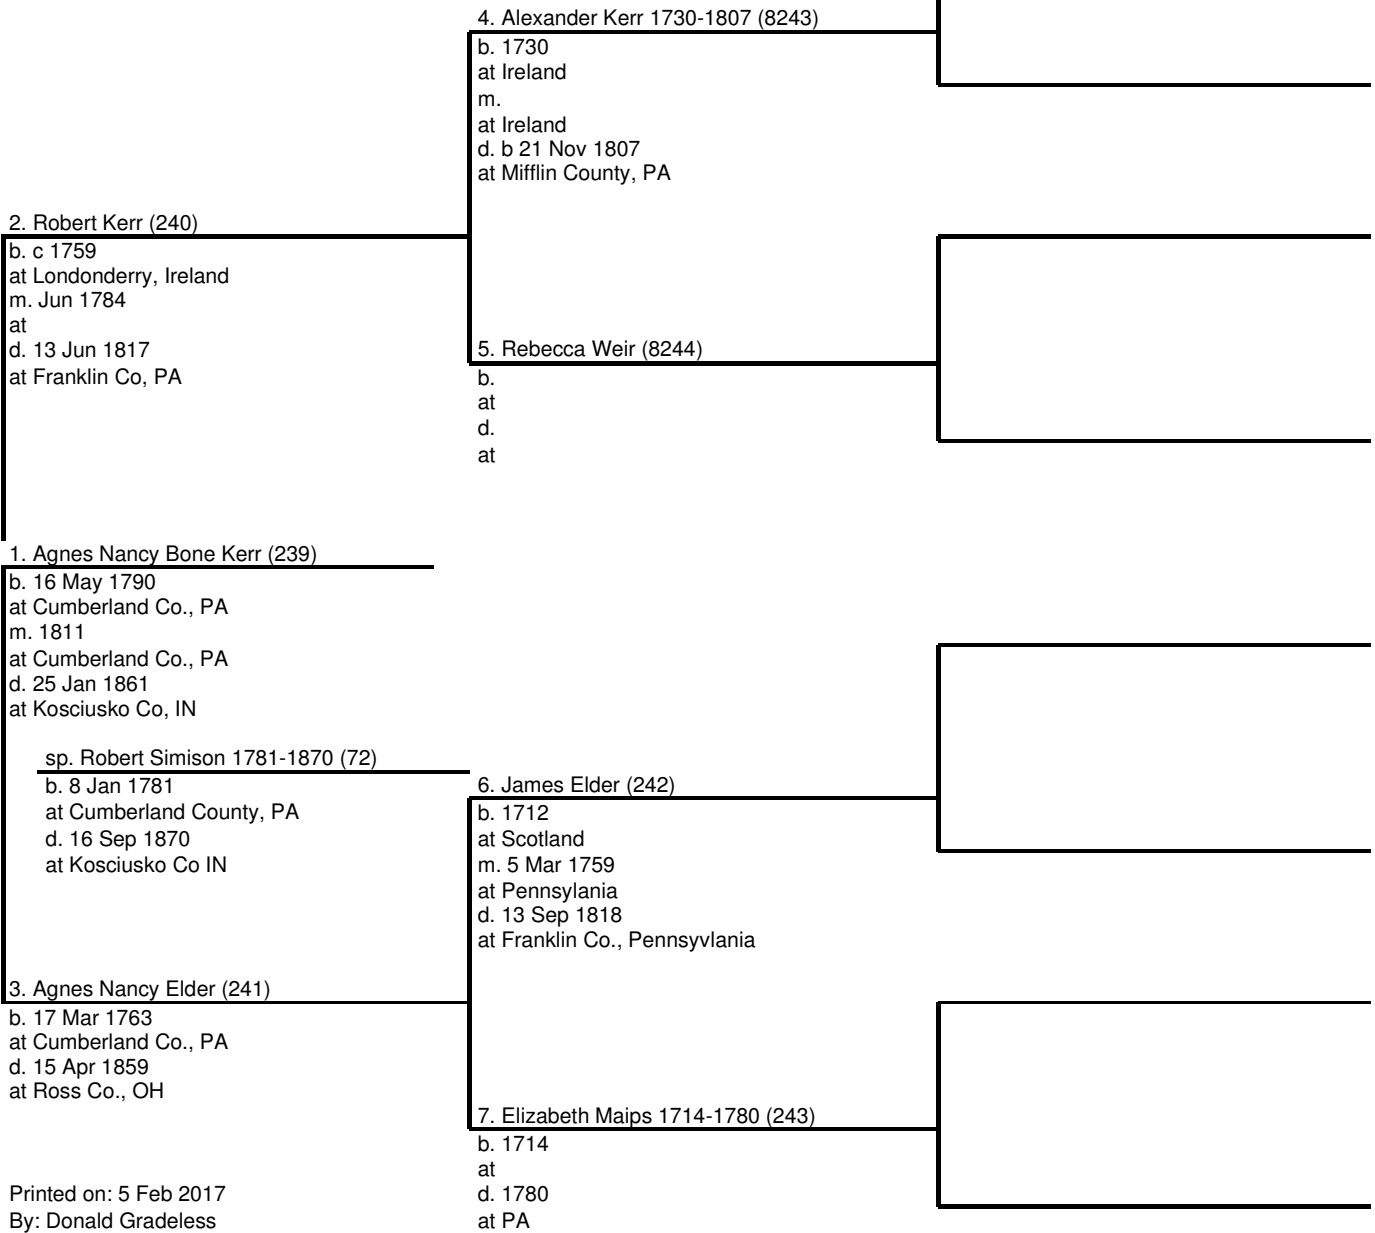 4. Alexander Kerr 1730-1807 (8243)
b. 1730
at Ireland
m.
at Ireland
d. b 21 Nov 1807
at Mifflin County, PA
2. Robert Kerr (240)
b. c 1759
at Londonderry, Ireland
m. Jun 1784
at
d. 13 Jun 1817
at Franklin Co, PA
5. Rebecca Weir (8244)
b.
at
d.
at
1. Agnes Nancy Bone Kerr (239)
b. 16 May 1790
at Cumberland Co., PA
m. 1811
at Cumberland Co., PA
d. 25 Jan 1861
at Kosciusko Co, IN
sp. Robert Simison 1781-1870 (72)
b. 8 Jan 1781
at Cumberland County, PA
d. 16 Sep 1870
at Kosciusko Co IN
6. James Elder (242)
b. 1712
at Scotland
m. 5 Mar 1759
at Pennsylania
d. 13 Sep 1818
at Franklin Co., Pennsyvlania
3. Agnes Nancy Elder (241)
b. 17 Mar 1763
at Cumberland Co., PA
d. 15 Apr 1859
at Ross Co., OH
7. Elizabeth Maips 1714-1780 (243)
b. 1714
at
d. 1780
at PA
Printed on: 5 Feb 2017
By: Donald Gradeless